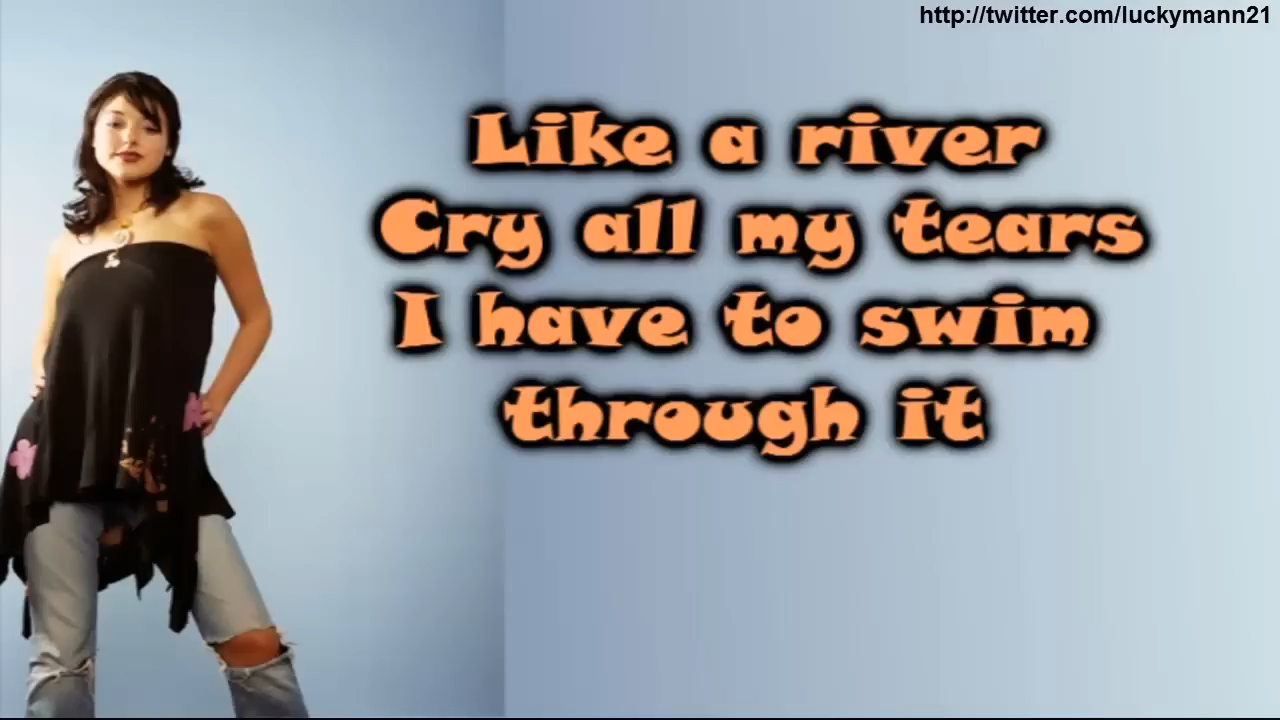 http://twitter.com/luckymann21
Like a river
Cry all my tears
I have to swim
through it